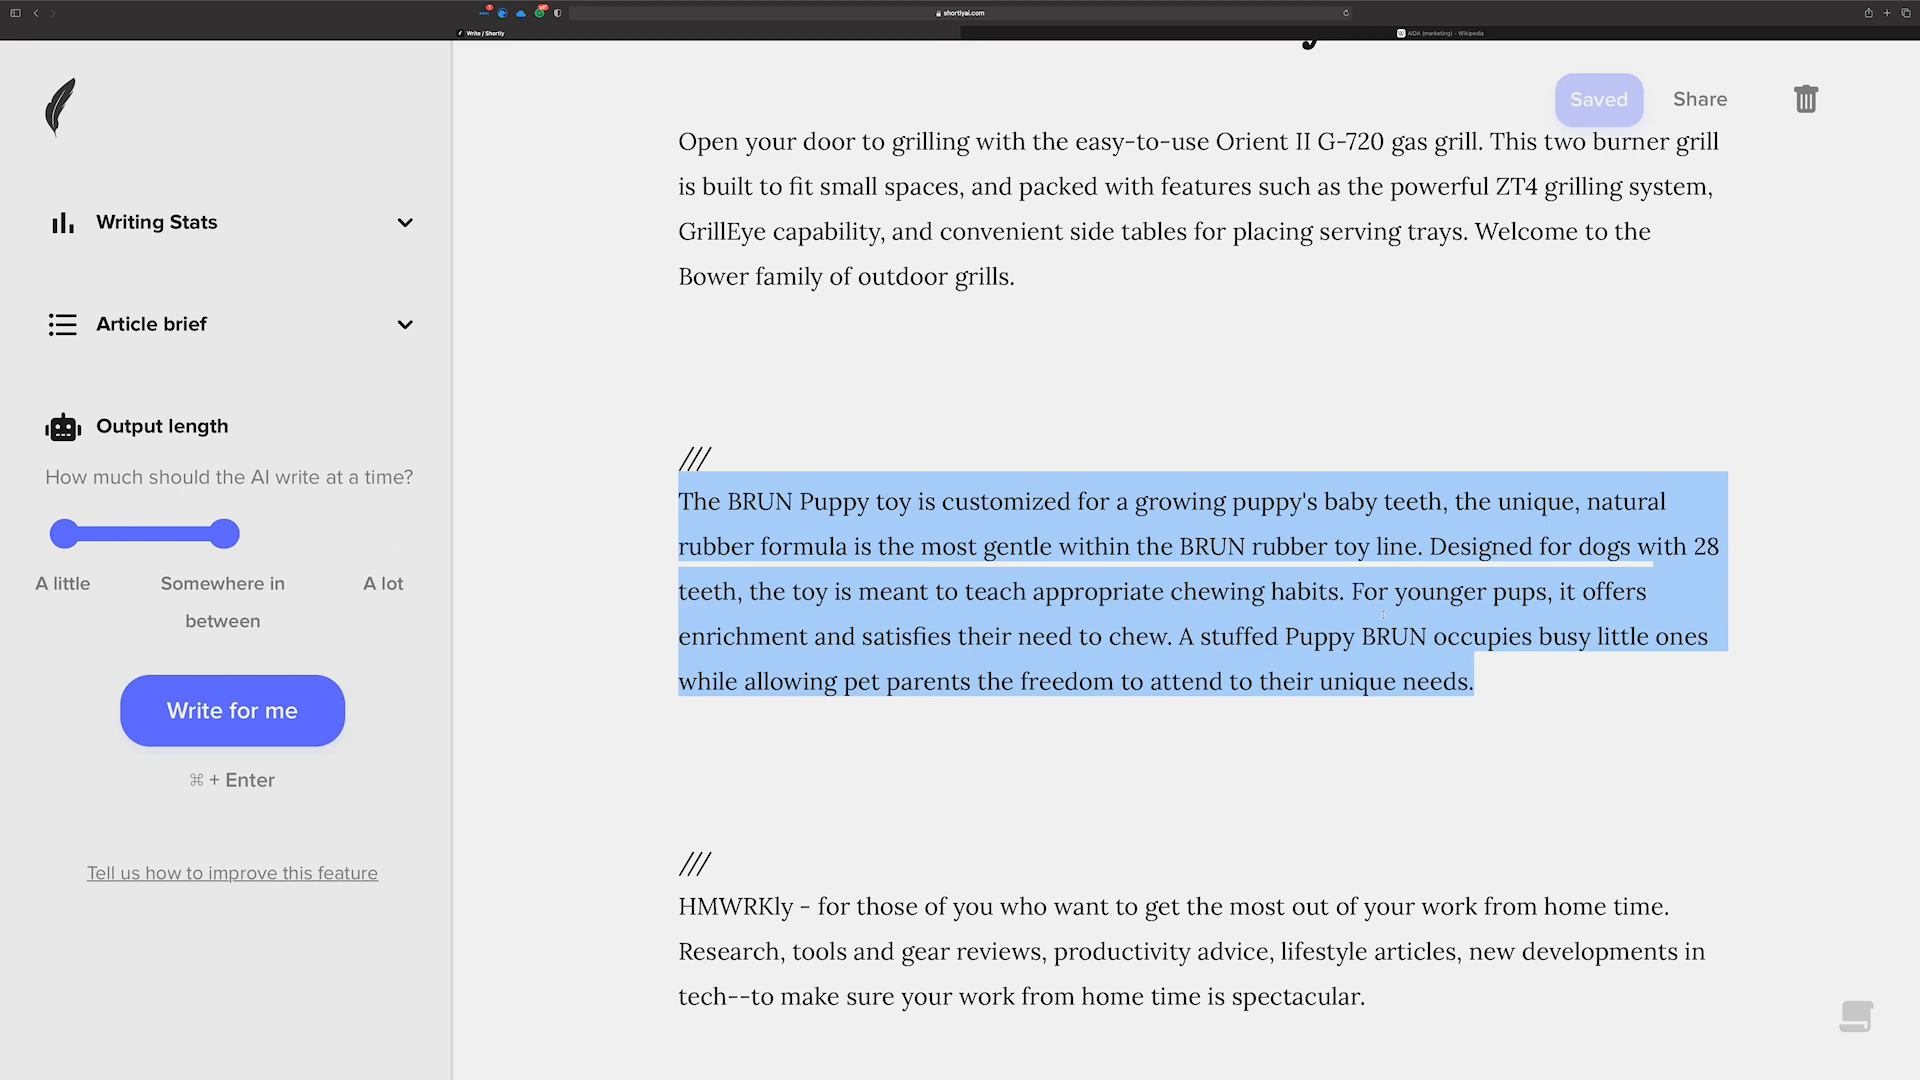 shortlyai.com
Write / Shortly
AIDA (marketing) - Wikipedia
Saved
Share
Writing Stats
Article brief
Output length
How much should the AI write at a time?
A little
Somewhere in
between
A lot
Write for me
⌘ + Enter
Tell us how to improve this feature
Open your door to grilling with the easy-to-use Orient II G-720 gas grill. This two burner grill
is built to fit small spaces, and packed with features such as the powerful ZT4 grilling system,
GrillEye capability, and convenient side tables for placing serving trays. Welcome to the
Bower family of outdoor grills.
///
The BRUN Puppy toy is customized for a growing puppy's baby teeth, the unique, natural
rubber formula is the most gentle within the BRUN rubber toy line. Designed for dogs with 28
teeth, the toy is meant to teach appropriate chewing habits. For younger pups, it offers
enrichment and satisfies their need to chew. A stuffed Puppy BRUN occupies busy little ones
while allowing pet parents the freedom to attend to their unique needs.
///
HMWRKly - for those of you who want to get the most out of your work from home time.
Research, tools and gear reviews, productivity advice, lifestyle articles, new developments in
tech--to make sure your work from home time is spectacular.